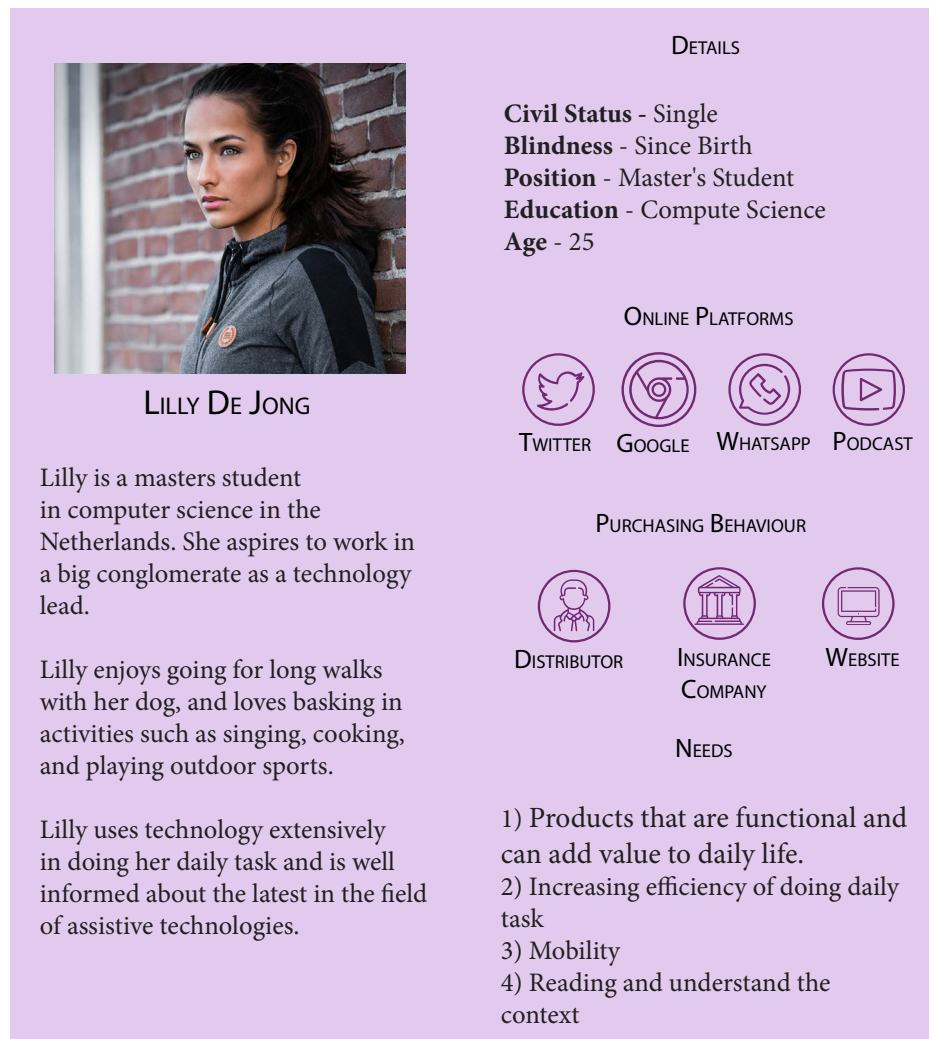 Lilly De Jong
Lilly is a masters student
in computer science in the
Netherlands. She aspires to work in
a big conglomerate as a technology
lead.
Lilly enjoys going for long walks
with her dog, and loves basking in
activities such as singing, cooking,
and playing outdoor sports.
Lilly uses technology extensively
in doing her daily task and is well
informed about the latest in the field
of assistive technologies.
Details
Civil Status - Single
Blindness - Since Birth
Position - Master's Student
Education - Compute Science
Age - 25
Online Platforms
Twitter Google Whatsapp Podcast
Purchasing Behaviour
Distributor Insurance Website
Company
Needs
1) Products that are functional and
can add value to daily life.
2) Increasing efficiency of doing daily
task
3) Mobility
4) Reading and understand the
context